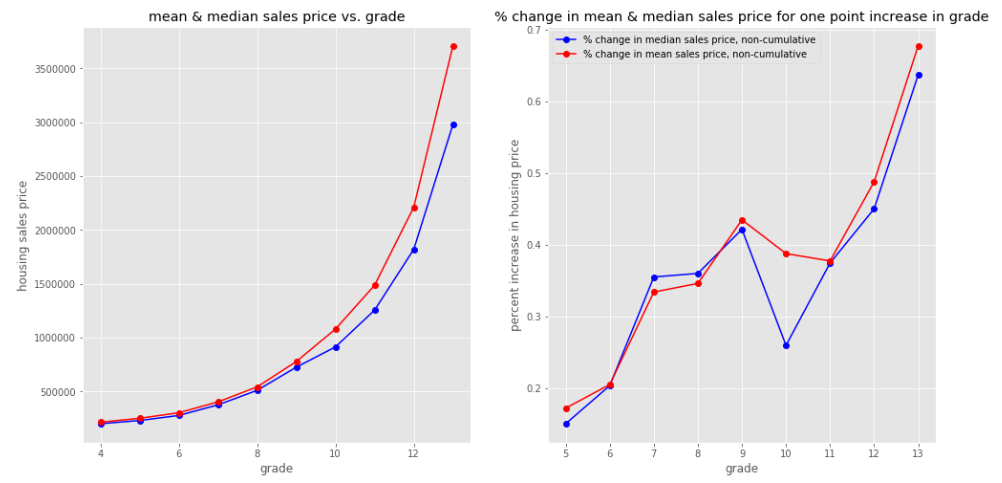 mean & median sales price vs. grade
housing sales price
3500000
3000000
2500000
2000000
1500000
1000000
500000
4 6 8 10 12
grade
% change in mean & median sales price for one point increase in grade
% change in median sales price, non-cumulative
% change in mean sales price, non-cumulative
percent increase in housing price
0.7
0.6
0.5
0.4
0.3
0.2
5 6 7 8 9 10 11 12 13
grade